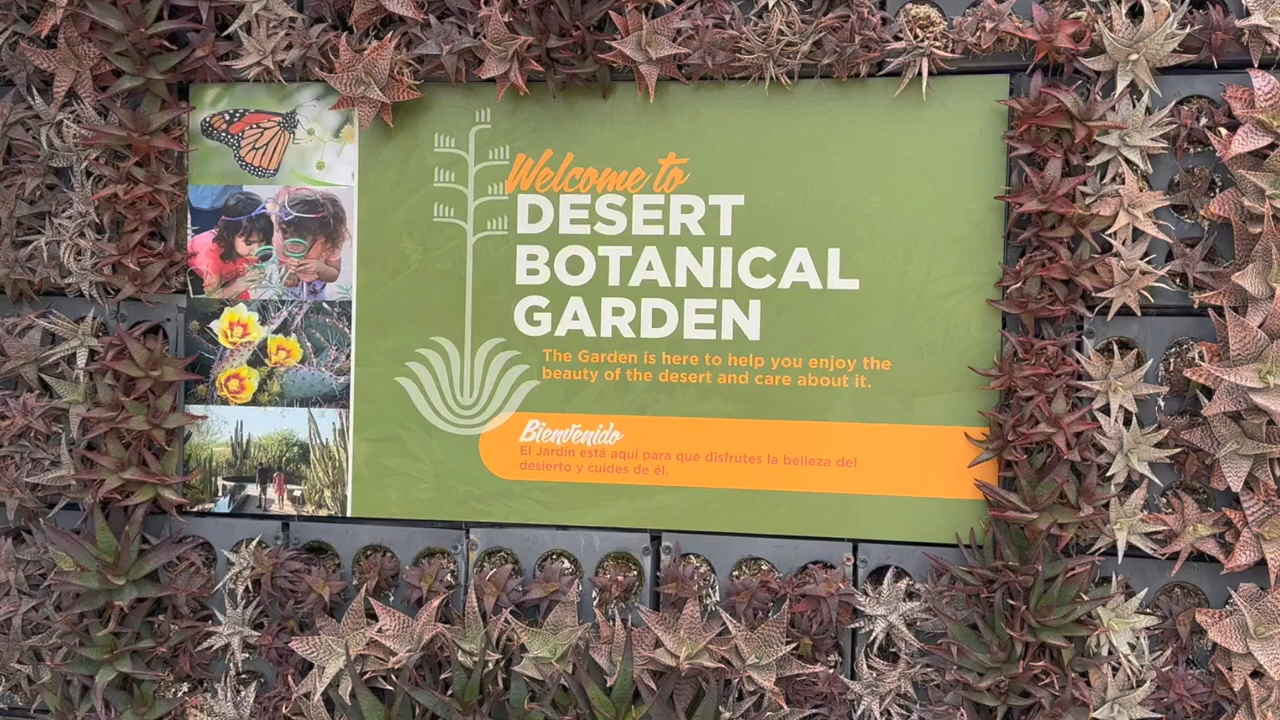 Welcome to
DESERT
BOTANICAL
GARDEN
The Garden is here to help you enjoy the
beauty of the desert and care about it.
Bienvenido
El Jardín está aquí para que disfrutes la belleza del
desierto y cuides de él.